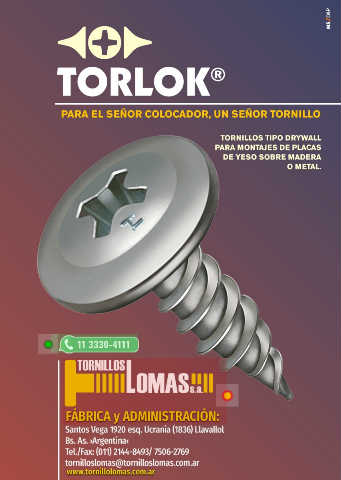 TORLOK®
PARA EL SEÑOR COLOCADOR, UN SEÑOR TORNILLO
TORNILLOS TIPO DRYWALL
PARA MONTAJES DE PLACAS
DE YESO SOBRE MADERA
O METAL.
TL
11 3330-4111
TORNILLOS
LOMAS S.A.
FÁBRICA y ADMINISTRACIÓN:
Santos Vega 1920 esq. Ucrania (1836) Llavallol
Bs. As. •Argentina•
Tel./Fax: (011) 2144-8493/ 7506-2769
tornilloslomas@tornilloslomas.com.ar
www.tornilloslomas.com.ar